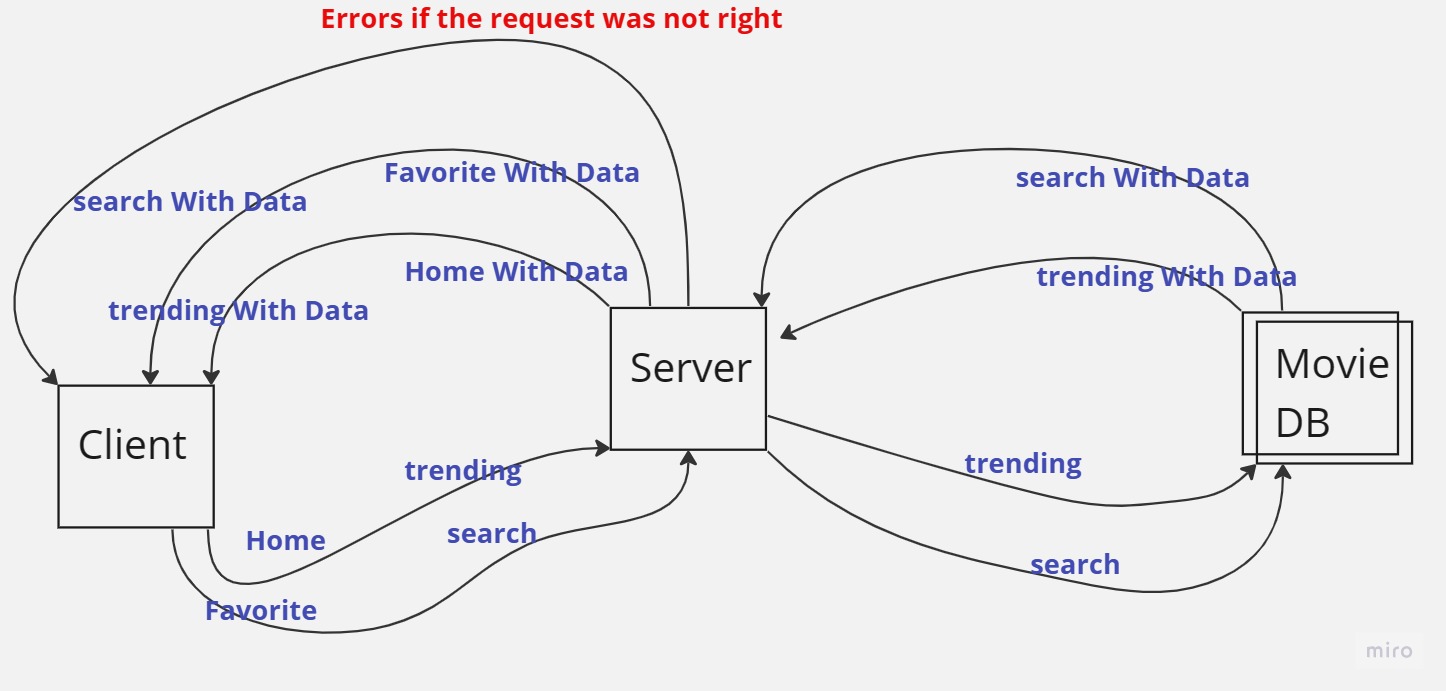 Errors if the request was not right
Favorite With Data
search With Data
search With Data
Home With Data
trending With Data
trending With Data
Server
Movie
DB
Client
trending
trending
search
Home
search
Favorite
miro